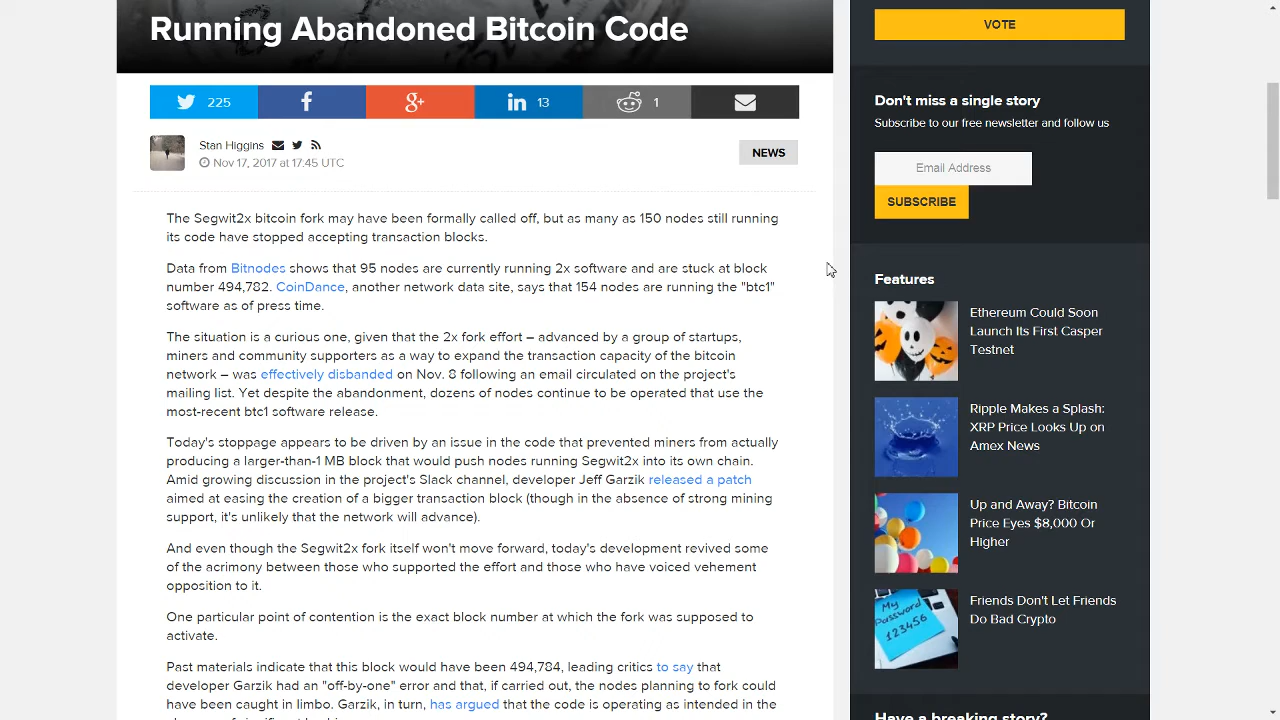 Running Abandoned Bitcoin Code
225
13
1
Stan Higgins
Nov 17, 2017 at 17:45 UTC
NEWS
The Segwit2x bitcoin fork may have been formally called off, but as many as 150 nodes still running
its code have stopped accepting transaction blocks.
Data from Bitnodes shows that 95 nodes are currently running 2x software and are stuck at block
number 494,782. CoinDance, another network data site, says that 154 nodes are running the "btc1"
software as of press time.
The situation is a curious one, given that the 2x fork effort – advanced by a group of startups,
miners and community supporters as a way to expand the transaction capacity of the bitcoin
network – was effectively disbanded on Nov. 8 following an email circulated on the project's
mailing list. Yet despite the abandonment, dozens of nodes continue to be operated that use the
most-recent btc1 software release.
Today's stoppage appears to be driven by an issue in the code that prevented miners from actually
producing a larger-than-1 MB block that would push nodes running Segwit2x into its own chain.
Amid growing discussion in the project's Slack channel, developer Jeff Garzik released a patch
aimed at easing the creation of a bigger transaction block (though in the absence of strong mining
support, it's unlikely that the network will advance).
And even though the Segwit2x fork itself won't move forward, today's development revived some
of the acrimony between those who supported the effort and those who have voiced vehement
opposition to it.
One particular point of contention is the exact block number at which the fork was supposed to
activate.
Past materials indicate that this block would have been 494,784, leading critics to say that
developer Garzik had an "off-by-one" error and that, if carried out, the nodes planning to fork could
have been caught in limbo. Garzik, in turn, has argued that the code is operating as intended in the
VOTE
Don't miss a single story
Subscribe to our free newsletter and follow us
Email Address
SUBSCRIBE
Features
Ethereum Could Soon
Launch Its First Casper
Testnet
Ripple Makes a Splash:
XRP Price Looks Up on
Amex News
Up and Away? Bitcoin
Price Eyes $8,000 Or
Higher
My
Password
123456
Friends Don't Let Friends
Do Bad Crypto
Have a breaking story?